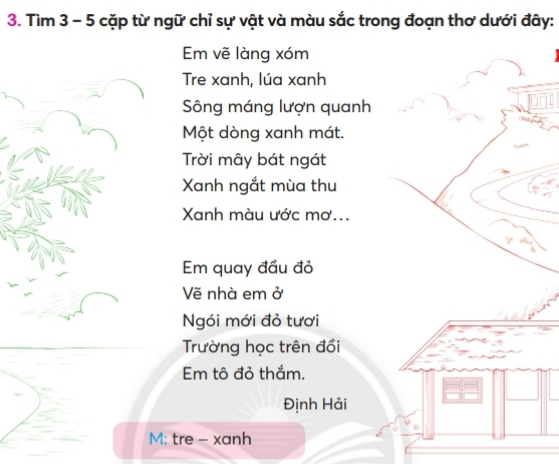 3. Tìm 3 – 5 cặp từ ngữ chỉ sự vật và màu sắc trong đoạn thơ dưới đây:
Em vẽ làng xóm
Tre xanh, lúa xanh
Sông máng lượn quanh
Một dòng xanh mát.
Trời mây bát ngát
Xanh ngắt mùa thu
Xanh màu ước mơ...
Em quay đầu đỏ
Vẽ nhà em ở
Ngói mới đỏ tươi
Trường học trên đồi
Em tô đỏ thắm.
Định Hải
M: tre – xanh